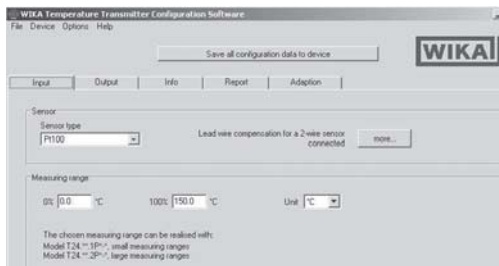 WIKA Temperature Transmitter Configuration Software
File Device Options Help
Save all configuration data to device
WIKA
Input Output Info Report Adaption
Sensor
Sensor type
Pt100
Lead wire compensation for a 2-wire sensor
connected
more...
Measuring range
0% 0.0 °C 100% 150.0 °C Unit °C
The chosen measuring range can be realised with:
Model T24.**.1P*-*, small measuring ranges
Model T24.**.2P*-*, large measuring ranges